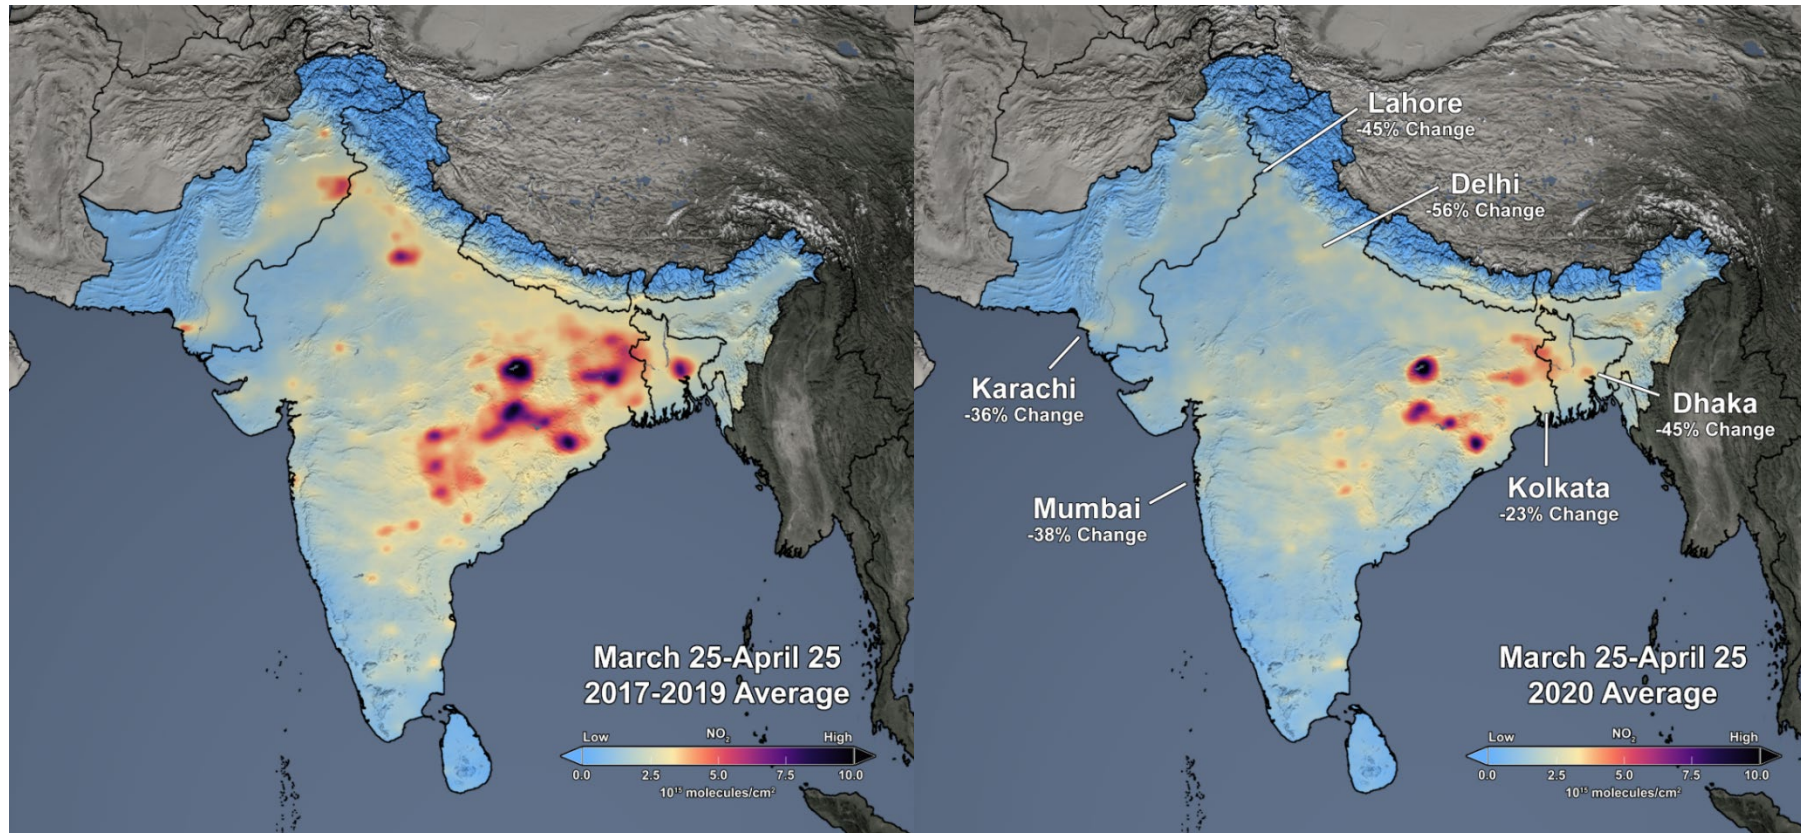 March 25-April 25
2017-2019 Average
Low NO₂ High
0.0 2.5 5.0 7.5 10.0
10¹⁵ molecules/cm²
Lahore
-45% Change
Delhi
-56% Change
Karachi
-36% Change
Dhaka
-45% Change
Kolkata
-23% Change
Mumbai
-38% Change
March 25-April 25
2020 Average
Low NO₂ High
0.0 2.5 5.0 7.5 10.0
10¹⁵ molecules/cm²